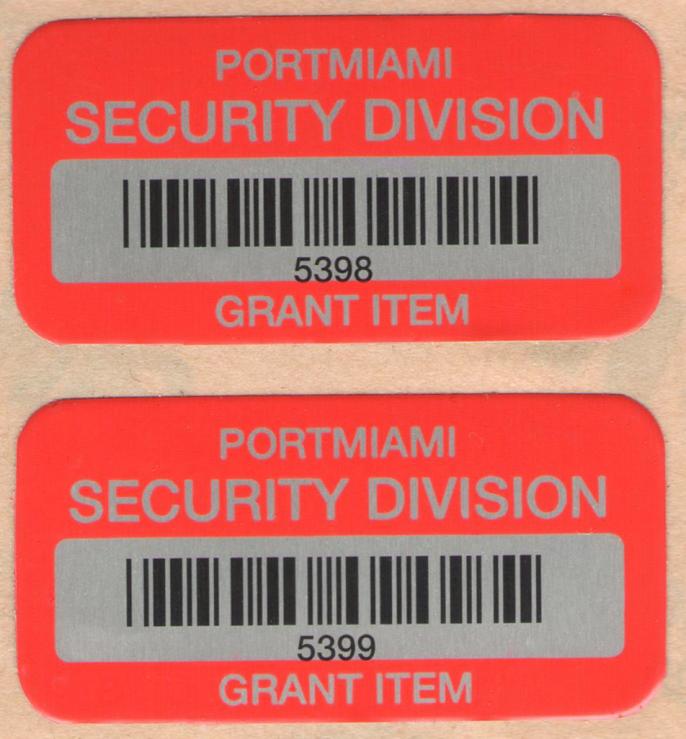 PORTMIAMI
SECURITY DIVISION
5398
GRANT ITEM
PORTMIAMI
SECURITY DIVISION
5399
GRANT ITEM